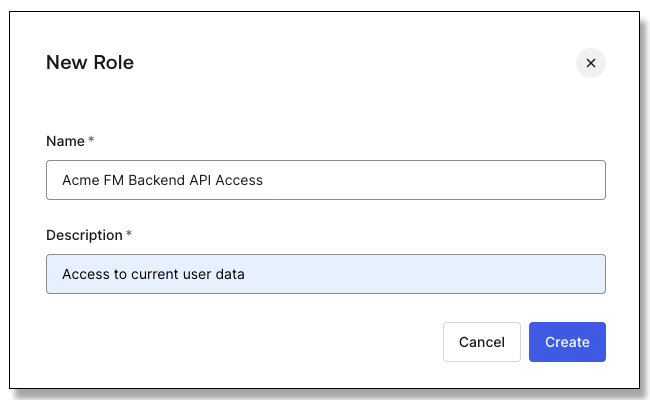 New Role
Name *
Acme FM Backend API Access
Description *
Access to current user data
Cancel Create